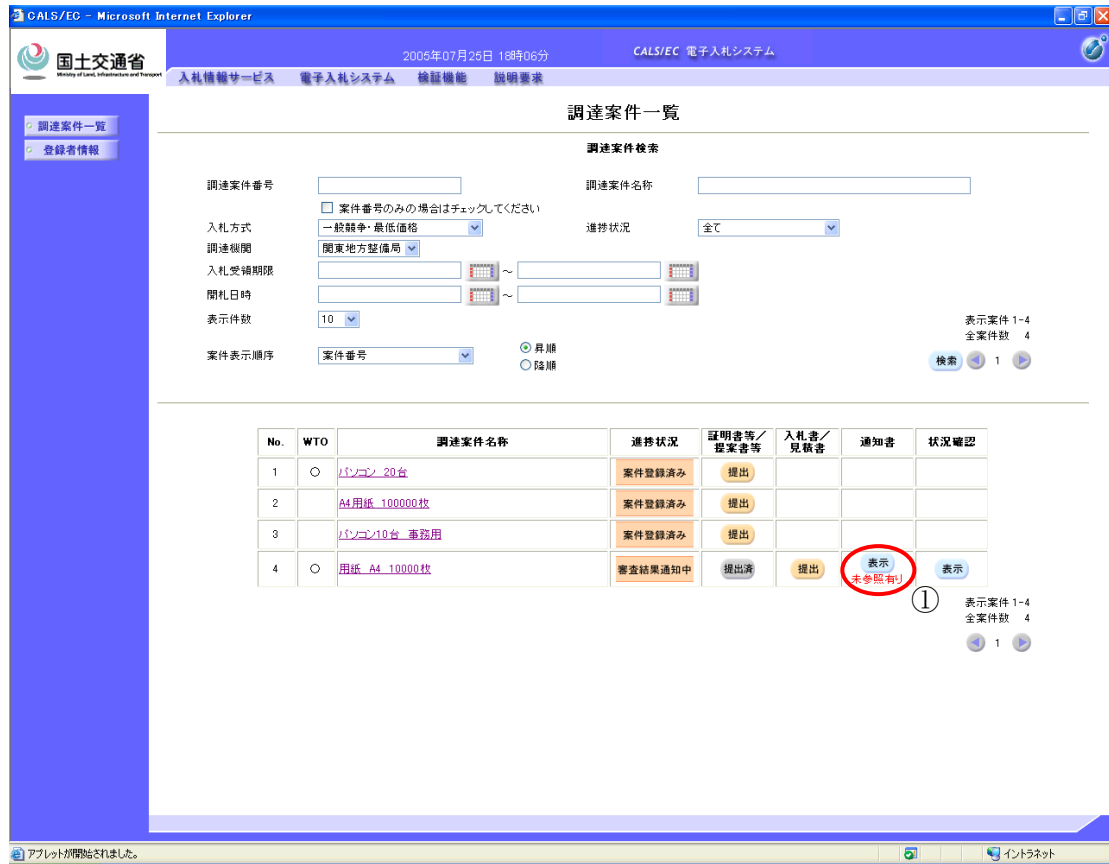 CALS/EC - Microsoft Internet Explorer
国土交通省
Ministry of Land, Infrastructure and Transport
2005年07月25日 18時06分
CALS/EC 電子入札システム
入札情報サービス 電子入札システム 検証機能 説明要求
調達案件一覧
登録者情報
調達案件一覧
調達案件検索
調達案件番号
調達案件名称
案件番号のみの場合はチェックしてください
入札方式 一般競争・最低価格 進捗状況 全て
調達機関 関東地方整備局
入札受領期限 ～
開札日時 ～
表示件数 10
表示案件 1-4
全案件数 4
案件表示順序 案件番号
昇順
降順
検索 1
No. WTO 調達案件名称 進捗状況 証明書等／提案書等 入札書／見積書 通知書 状況確認
1 ○ パソコン 20台 案件登録済み 提出
2 A4用紙 100000枚 案件登録済み 提出
3 パソコン10台 事務用 案件登録済み 提出
4 ○ 用紙 A4 10000枚 審査結果通知中 提出済 提出 表示 未参照有り 表示
①
表示案件 1-4
全案件数 4
1
アプレットが開始されました。
イントラネット